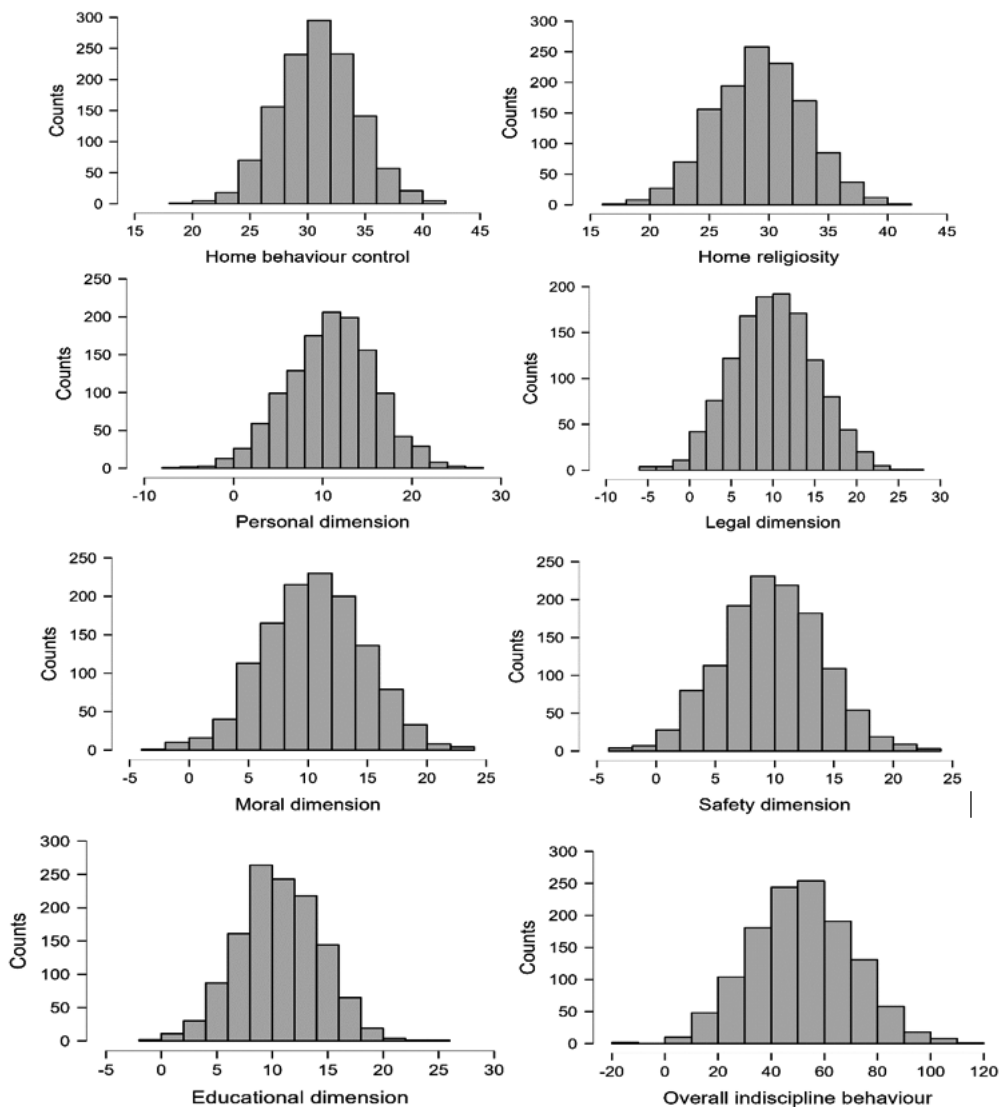 300
250
200
150
100
50
0
Counts
15 20 25 30 35 40 45
Home behaviour control
300
250
200
150
100
50
0
Counts
15 20 25 30 35 40 45
Home religiosity
250
200
150
100
50
0
Counts
-10 0 10 20 30
Personal dimension
200
150
100
50
0
Counts
-10 -5 0 5 10 15 20 25 30
Legal dimension
250
200
150
100
50
0
Counts
-5 0 5 10 15 20 25
Moral dimension
250
200
150
100
50
0
Counts
-5 0 5 10 15 20 25
Safety dimension
300
250
200
150
100
50
0
Counts
-5 0 5 10 15 20 25 30
Educational dimension
300
250
200
150
100
50
0
Counts
-20 0 20 40 60 80 100 120
Overall indiscipline behaviour